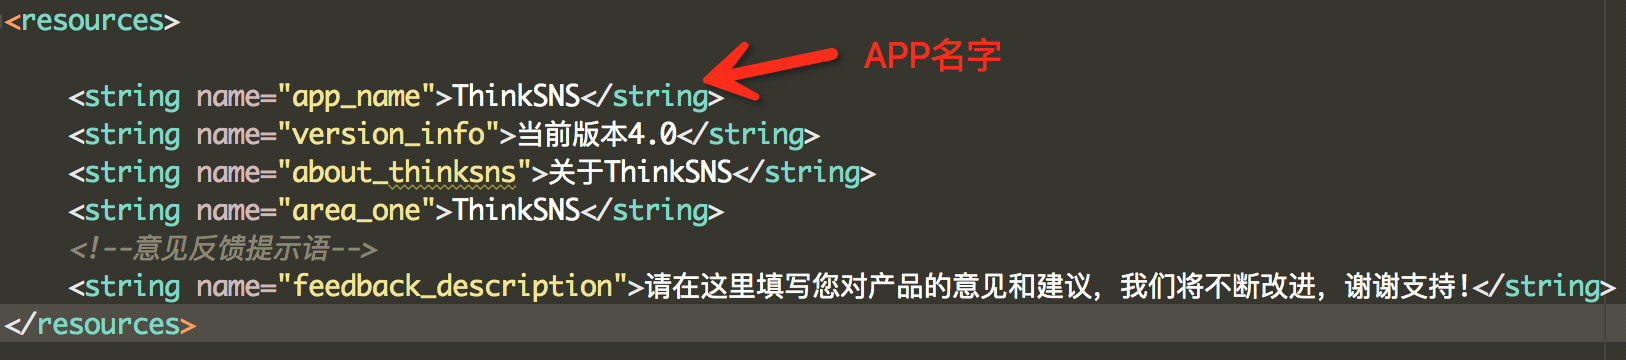 <resources>
APP名字
<string name="app_name">ThinkSNS</string>
<string name="version_info">当前版本4.0</string>
<string name="about_thinksns">关于ThinkSNS</string>
<string name="area_one">ThinkSNS</string>
<!--意见反馈提示语-->
<string name="feedback_description">请在这里填写您对产品的意见和建议，我们将不断改进，谢谢支持!</string>
</resources>